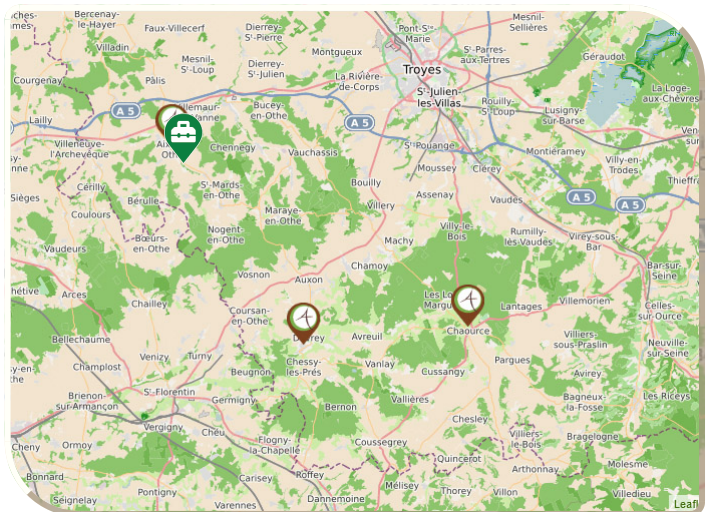 Bercenay-
le-Hayer
Faux-Villecerf
Dierrey-
St-Pierre
Pont-Ste
Marie
Mesnil-
Sellières
Villadin
Mesnil-
St-Loup
Montgueux
St-Parres-
aux-Tertres
Géraudot
Courgenay
Pâlis
Dierrey-
St-Julien
La Rivière-
de-Corps
Troyes
La Loge-
aux-Chèvres
St-Julien-
les-Villas
Rouilly-
St-Loup
Bucey-
en-Othe
Lusigny-
sur-Barse
A 5
A 5
Lailly
Villeneuve-
l'Archevêque
Chennegy
Vauchassis
St-Pouange
Montiéramey
Moussey
Clérey
Villy-en-
Trodes
Cérilly
St-Mards-
en-Othe
Bouilly
Assenay
Sièges
Bérulle
Coulours
Maraye-
en-Othe
Villery
Vaudes
A 5
A 5
Nogent-
en-Othe
Bœurs-
en-Othe
Villy-le-
Bois
Rumilly-
lès-Vaudes
Virey-sous-
Bar
Vaudeurs
Machy
Vosnon
Auxon
Chamoy
Bar-sur-
Seine
Arces
Chailley
Coursan-
en-Othe
Lantages
Villemorien
Celles-
sur-Ource
Chaource
Bellechaume
Avreuil
Villiers-
sous-Praslin
Neuville-
sur-Seine
Venizy
Turny
Chessy-
les-Prés
Vanlay
Pargues
Champlost
Beugnon
Cussangy
Avirey
Brienon-
sur-Armançon
St-Florentin
Germigny
Bernon
Vallières
Bagneux-
la-Fosse
Les Riceys
Vergigny
Chéu
Chesley
Cheny
Ormoy
Flogny-
la-Chapelle
Coussegrey
Villiers-
le-Bois
Bragelogne
Bonnard
Pontigny
Carisey
Roffey
Quincerot
Arthonnay
Molesme
Seignelay
Varennes
Dannemoine
Mélisey
Thorey
Villon
Villedieu
Leafl